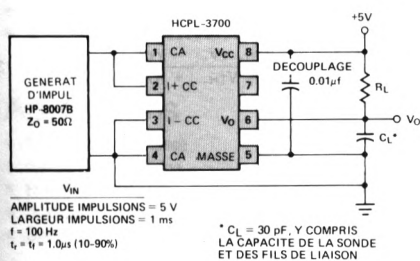 HCPL-3700
+5V
GENERAT
D'IMPUL
HP-8007B
Zo = 50Ω
1 CA
2 I+ CC
3 I- CC
4 CA
Vcc 8
7
Vo 6
MASSE 5
DECOUPLAGE
0.01µf
RL
Vo
CL*
VIN
AMPLITUDE IMPULSIONS = 5 V
LARGEUR IMPULSIONS = 1 ms
f = 100 Hz
tr = tf = 1.0µs (10-90%)
* CL = 30 pF, Y COMPRIS
LA CAPACITE DE LA SONDE
ET DES FILS DE LIAISON